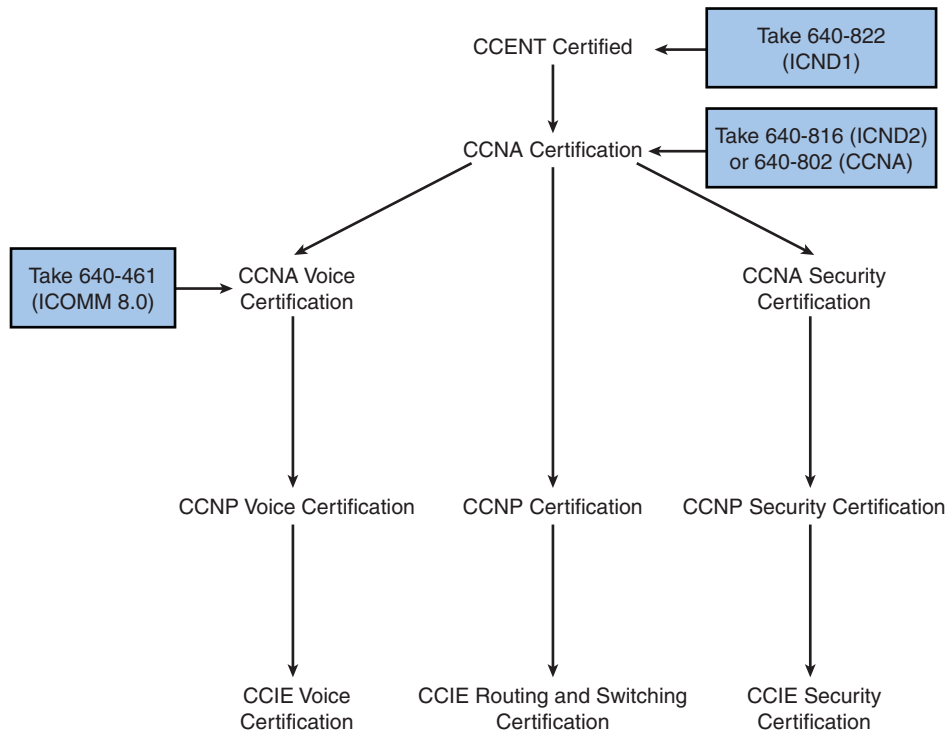 CCENT Certified
Take 640-822
(ICND1)
CCNA Certification
Take 640-816 (ICND2)
or 640-802 (CCNA)
Take 640-461
(ICOMM 8.0)
CCNA Voice
Certification
CCNA Security
Certification
CCNP Voice Certification
CCNP Certification
CCNP Security Certification
CCIE Voice
Certification
CCIE Routing and Switching
Certification
CCIE Security
Certification